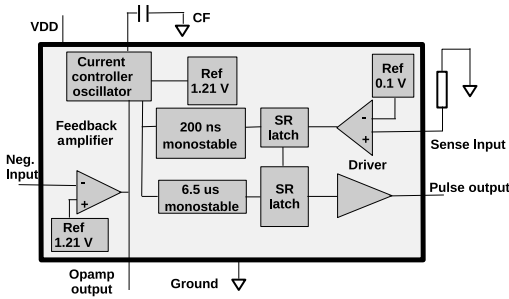 CF
VDD
Current
controller
oscillator
Ref
1.21 V
Ref
0.1 V
Feedback
amplifier
200 ns
monostable
SR
latch
-
+
Sense Input
Driver
Neg.
Input
-
+
6.5 us
monostable
SR
latch
Pulse output
Ref
1.21 V
Opamp
output
Ground